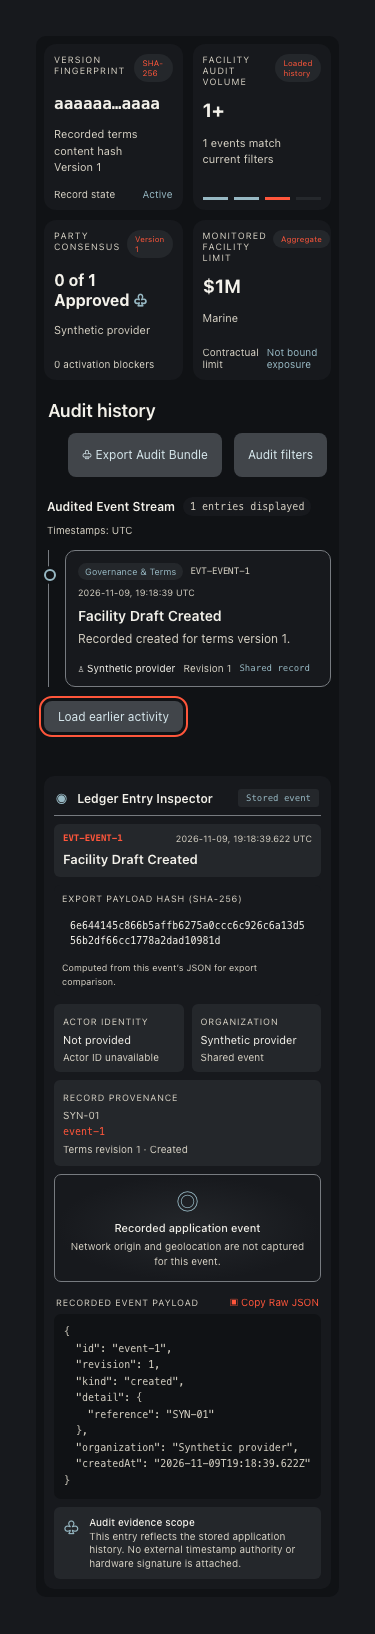 VERSION
FINGERPRINT
SHA-
256
aaaaaa…aaaa
Recorded terms
content hash
Version 1
Record state Active
FACILITY
AUDIT
VOLUME
Loaded
history
1+
1 events match
current filters
PARTY
CONSENSUS
Version
1
0 of 1
Approved
Synthetic provider
0 activation blockers
MONITORED
FACILITY
LIMIT
Aggregate
$1M
Marine
Contractual
limit
Not bound
exposure
Audit history
Export Audit Bundle
Audit filters
Audited Event Stream 1 entries displayed
Timestamps: UTC
Governance & Terms EVT-EVENT-1
2026-11-09, 19:18:39 UTC
Facility Draft Created
Recorded created for terms version 1.
Synthetic provider Revision 1 Shared record
Load earlier activity
Ledger Entry Inspector Stored event
EVT-EVENT-1 2026-11-09, 19:18:39.622 UTC
Facility Draft Created
EXPORT PAYLOAD HASH (SHA-256)
6e644145c866b5affb6275a0ccc6c926c6a13d5
56b2df66cc1778a2dad10981d
Computed from this event's JSON for export
comparison.
ACTOR IDENTITY
Not provided
Actor ID unavailable
ORGANIZATION
Synthetic provider
Shared event
RECORD PROVENANCE
SYN-01
event-1
Terms revision 1 · Created
Recorded application event
Network origin and geolocation are not captured
for this event.
RECORDED EVENT PAYLOAD Copy Raw JSON
{
"id": "event-1",
"revision": 1,
"kind": "created",
"detail": {
"reference": "SYN-01"
},
"organization": "Synthetic provider",
"createdAt": "2026-11-09T19:18:39.622Z"
}
Audit evidence scope
This entry reflects the stored application
history. No external timestamp authority or
hardware signature is attached.